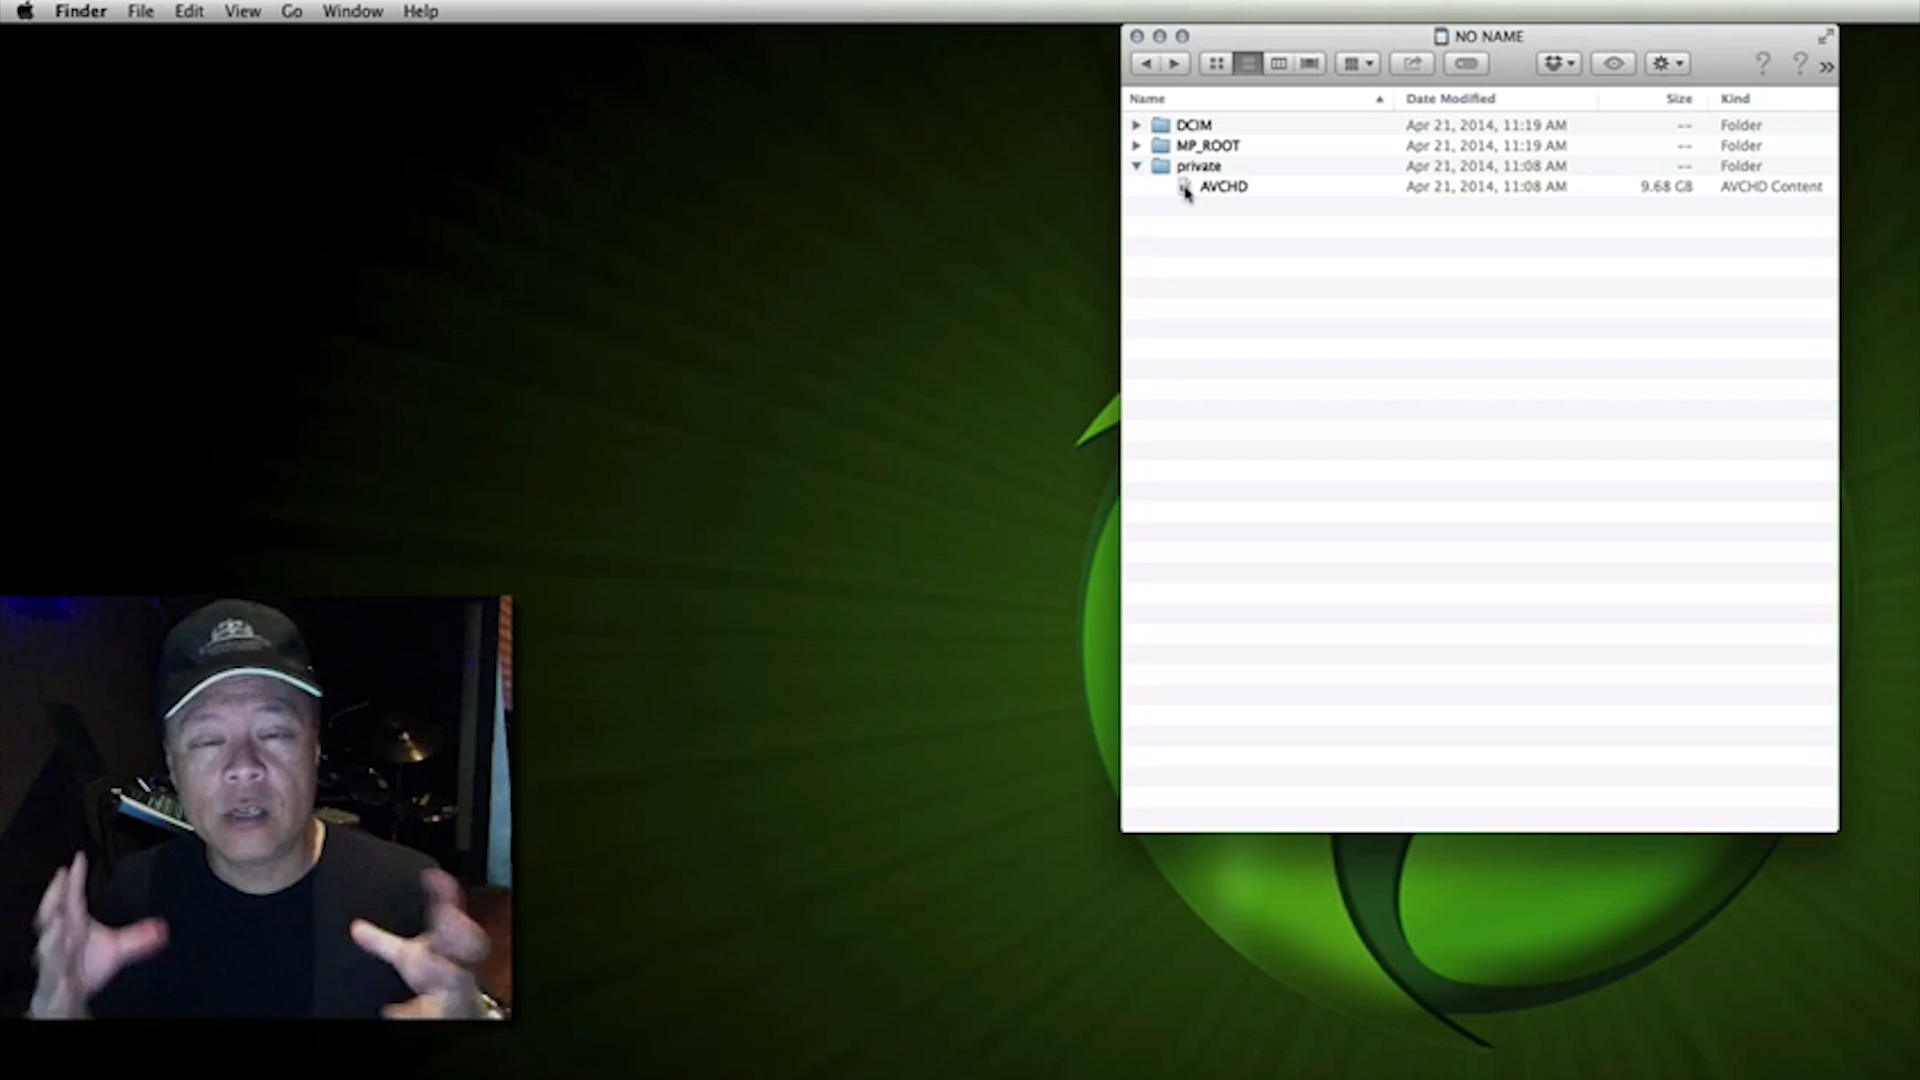 Finder File Edit View Go Window Help
NO NAME
Name Date Modified Size Kind
DCIM Apr 21, 2014, 11:19 AM -- Folder
MP_ROOT Apr 21, 2014, 11:19 AM -- Folder
private Apr 21, 2014, 11:08 AM -- Folder
AVCHD Apr 21, 2014, 11:08 AM 9.68 GB AVCHD Content